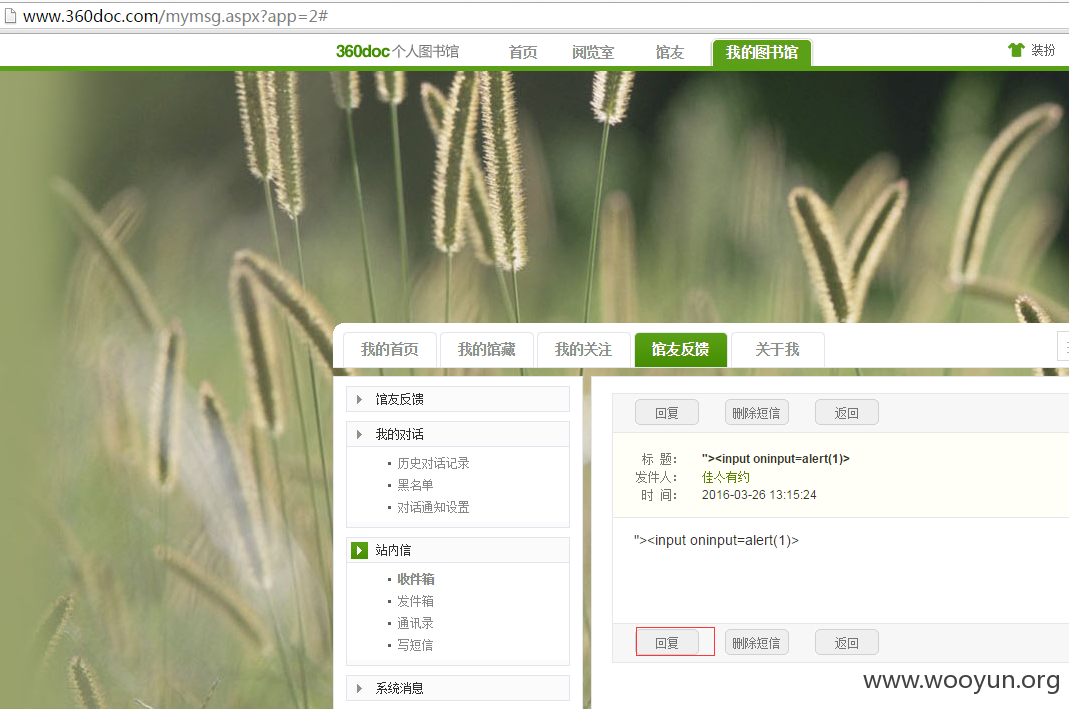 www.360doc.com/mymsg.aspx?app=2#
360doc 个人图书馆 首页 阅览室 馆友 我的图书馆 装扮
我的首页 我的馆藏 我的关注 馆友反馈 关于我
馆友反馈
我的对话
历史对话记录
黑名单
对话通知设置
站内信
收件箱
发件箱
通讯录
写短信
系统消息
回复 删除短信 返回
标 题： "><input oninput=alert(1)>
发件人： 佳亽有约
时 间： 2016-03-26 13:15:24
"><input oninput=alert(1)>
回复 删除短信 返回
www.wooyun.org